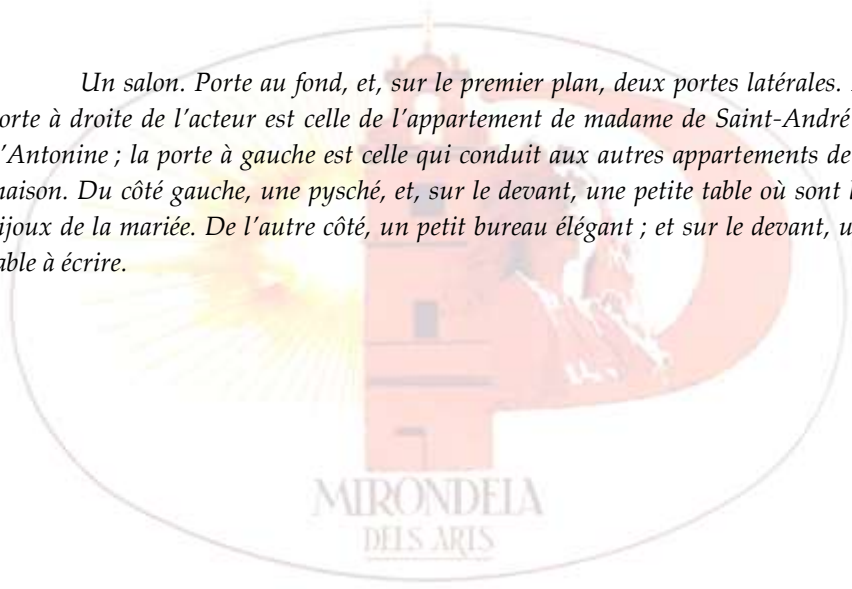 Un salon. Porte au fond, et, sur le premier plan, deux portes latérales.
orte à droite de l'acteur est celle de l'appartement de madame de Saint-André
'Antonine ; la porte à gauche est celle qui conduit aux autres appartements de
naison. Du côté gauche, une pysché, et, sur le devant, une petite table où sont l
ijoux de la mariée. De l'autre côté, un petit bureau élégant ; et sur le devant, u
able à écrire.
MIRONDELA
DELS ARTS